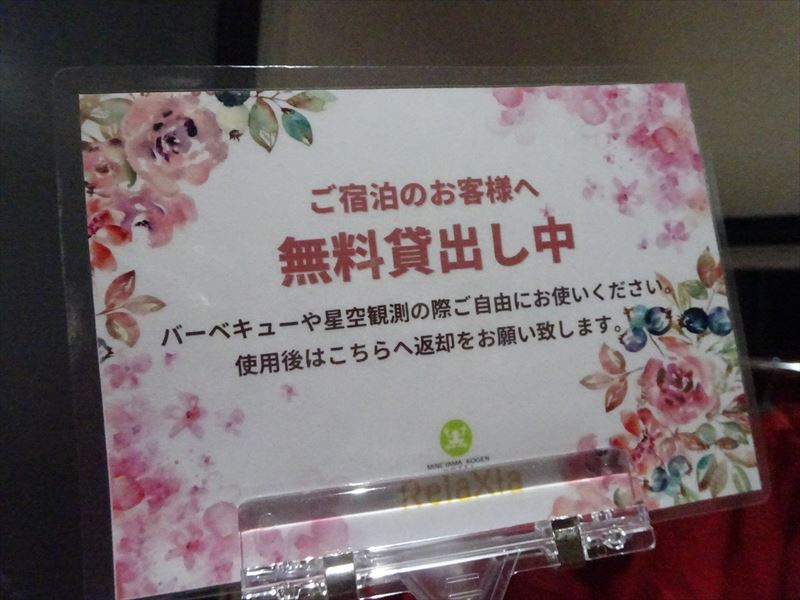 ご宿泊のお客様へ
無料貸出し中
バーベキューや星空観測の際ご自由にお使いください。
使用後はこちらへ返却をお願い致します。
MINEYAMA KOGEN
RelaXia